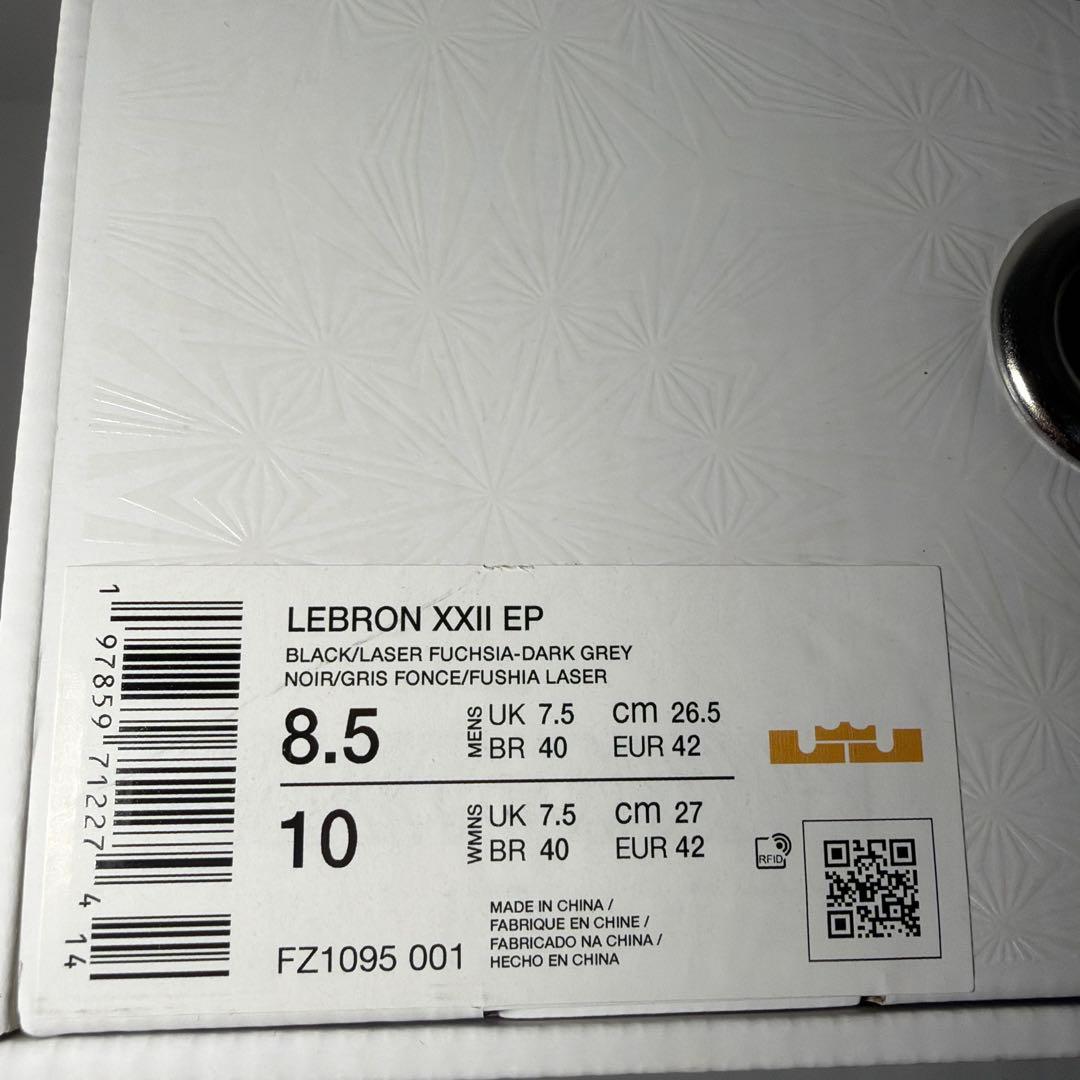 LEBRON XXII EP
BLACK/LASER FUCHSIA-DARK GREY
NOIR/GRIS FONCE/FUSHIA LASER
8.5 MENS UK 7.5 cm 26.5
BR 40 EUR 42
10 WMNS UK 7.5 cm 27
BR 40 EUR 42
RFID
MADE IN CHINA /
FABRIQUE EN CHINE /
FABRICADO NA CHINA /
HECHO EN CHINA
FZ1095 001
1 97859 71227 4 14